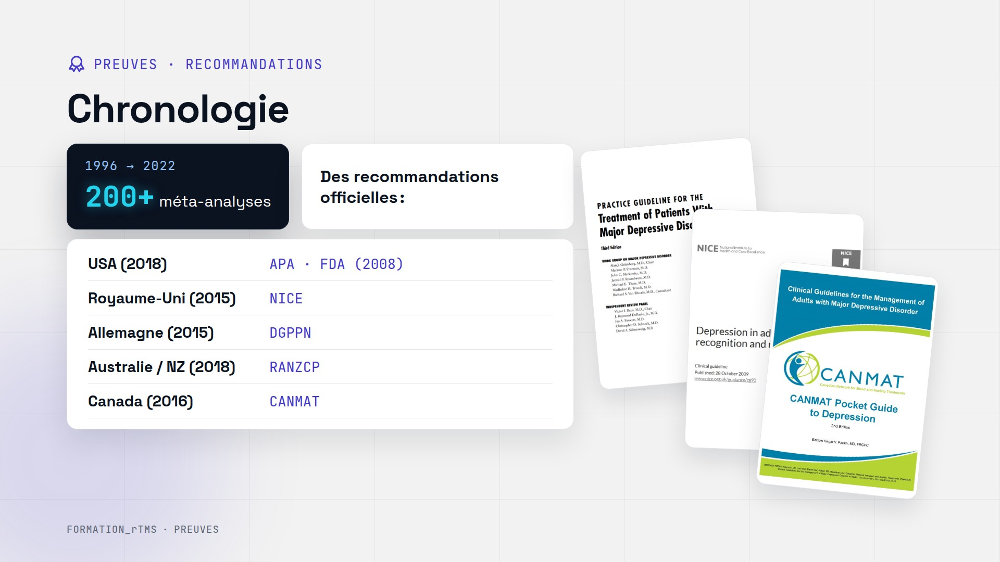 PREUVES · RECOMMANDATIONS
Chronologie
1996 → 2022
200+ méta-analyses
Des recommandations
officielles :
USA (2018) APA · FDA (2008)
Royaume-Uni (2015) NICE
Allemagne (2015) DGPPN
Australie / NZ (2018) RANZCP
Canada (2016) CANMAT
PRACTICE GUIDELINE FOR THE
Treatment of Patients With
Major Depressive Diso
Third Edition
WORK GROUP ON MAJOR DEPRESSIVE DISORDER
Alan J. Gelenberg, M.D., Chair
Marlene P. Freeman, M.D.
John C. Markowitz, M.D.
Jerrold F. Rosenbaum, M.D.
Michael E. Thase, M.D.
Madhukar H. Trivedi, M.D.
Richard S. Van Rhoads, M.D., Consultant
INDEPENDENT REVIEW PANEL
Victor I. Reus, M.D., Chair
J. Raymond DePaulo, Jr., M.D.
Jan A. Fawcett, M.D.
Christopher D. Schneck, M.D.
David A. Silbersweig, M.D.
NICE National Institute for
Health and Care Excellence
NICE
Depression in ad
recognition and
Clinical guideline
Published: 28 October 2009
www.nice.org.uk/guidance/cg90
Clinical Guidelines for the Management of
Adults with Major Depressive Disorder
CANMAT
Canadian Network for Mood and Anxiety Treatments
CANMAT Pocket Guide
to Depression
2nd Edition
Editor: Sagar V. Parikh, MD, FRCPC
FORMATION_rTMS · PREUVES